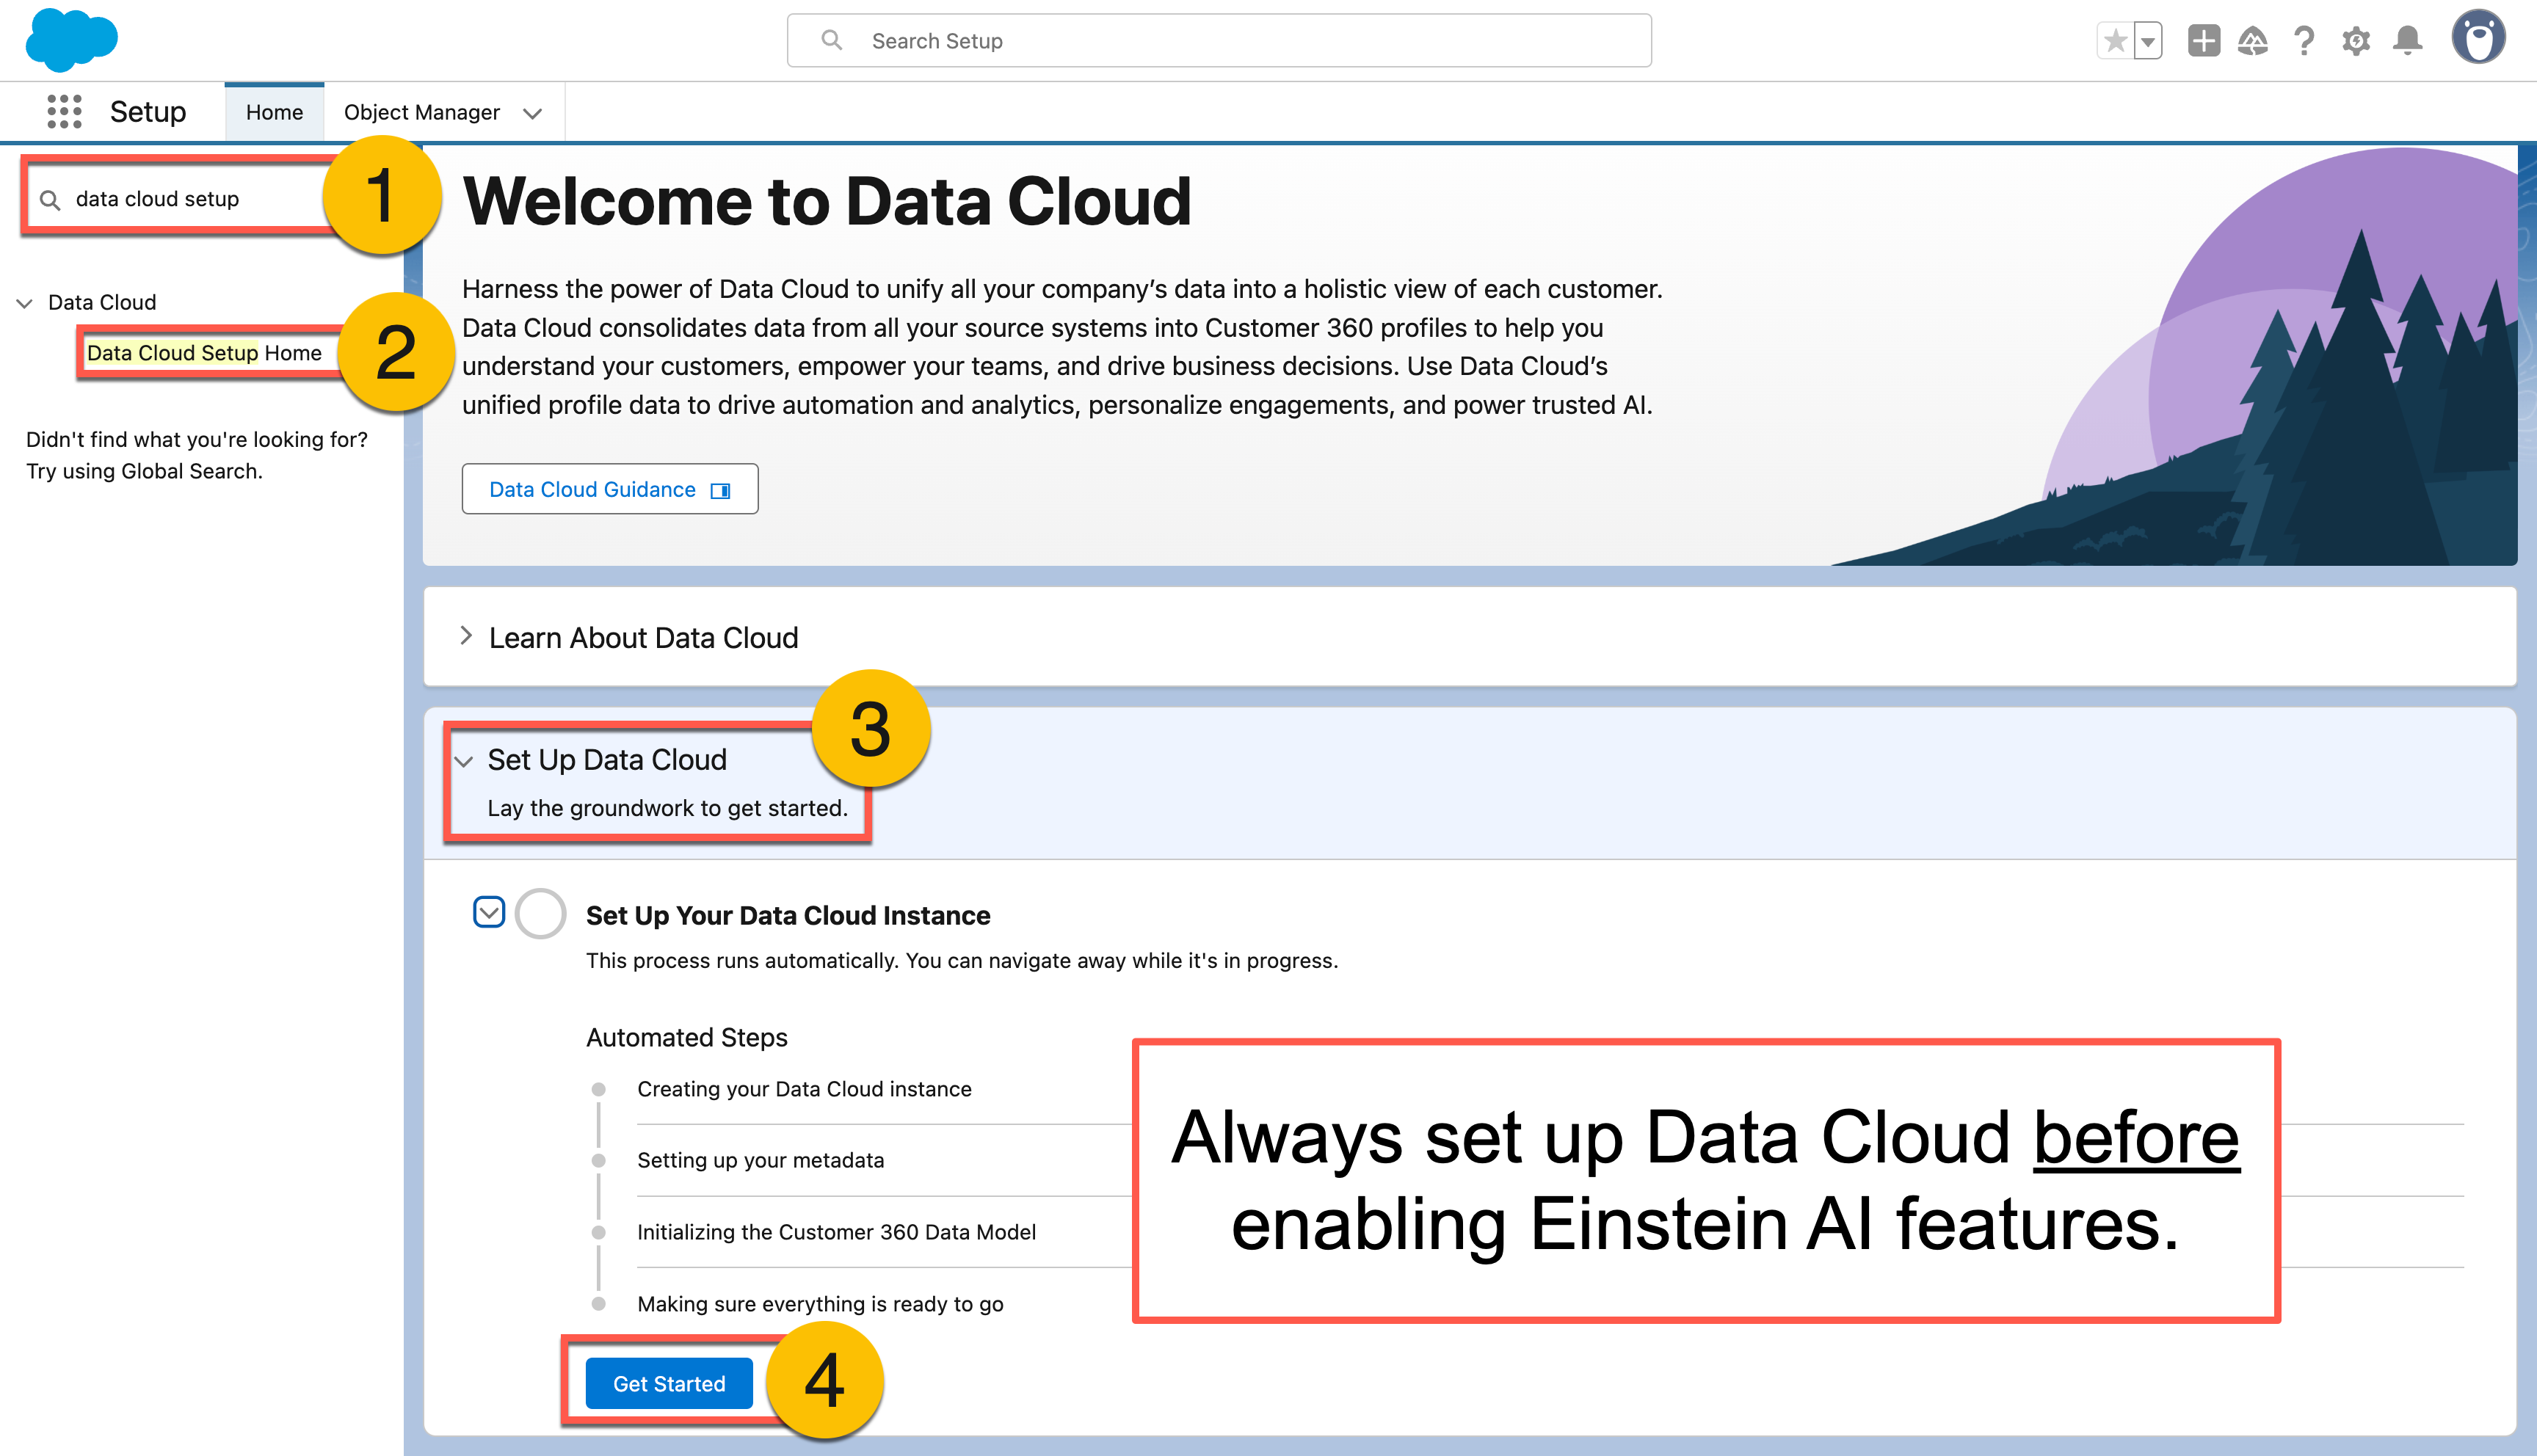 Search Setup
Setup
Home
Object Manager
data cloud setup
1
Data Cloud
Data Cloud Setup Home
2
Didn't find what you're looking for?
Try using Global Search.
Welcome to Data Cloud
Harness the power of Data Cloud to unify all your company’s data into a holistic view of each customer.
Data Cloud consolidates data from all your source systems into Customer 360 profiles to help you
understand your customers, empower your teams, and drive business decisions. Use Data Cloud’s
unified profile data to drive automation and analytics, personalize engagements, and power trusted AI.
Data Cloud Guidance
Learn About Data Cloud
3
Set Up Data Cloud
Lay the groundwork to get started.
Set Up Your Data Cloud Instance
This process runs automatically. You can navigate away while it's in progress.
Automated Steps
Creating your Data Cloud instance
Setting up your metadata
Initializing the Customer 360 Data Model
Making sure everything is ready to go
Always set up Data Cloud before
enabling Einstein AI features.
Get Started
4